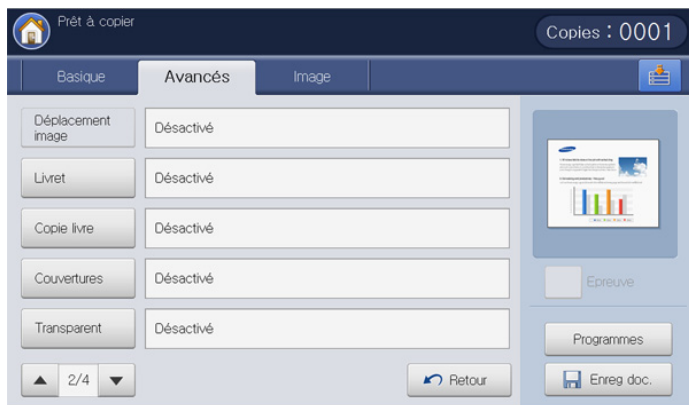 Prêt à copier
Copies : 0001
Basique
Avancés
Image
Déplacement
image
Désactivé
Livret
Désactivé
Copie livre
Désactivé
Couvertures
Désactivé
Transparent
Désactivé
Epreuve
Programmes
2/4
Retour
Enreg doc.